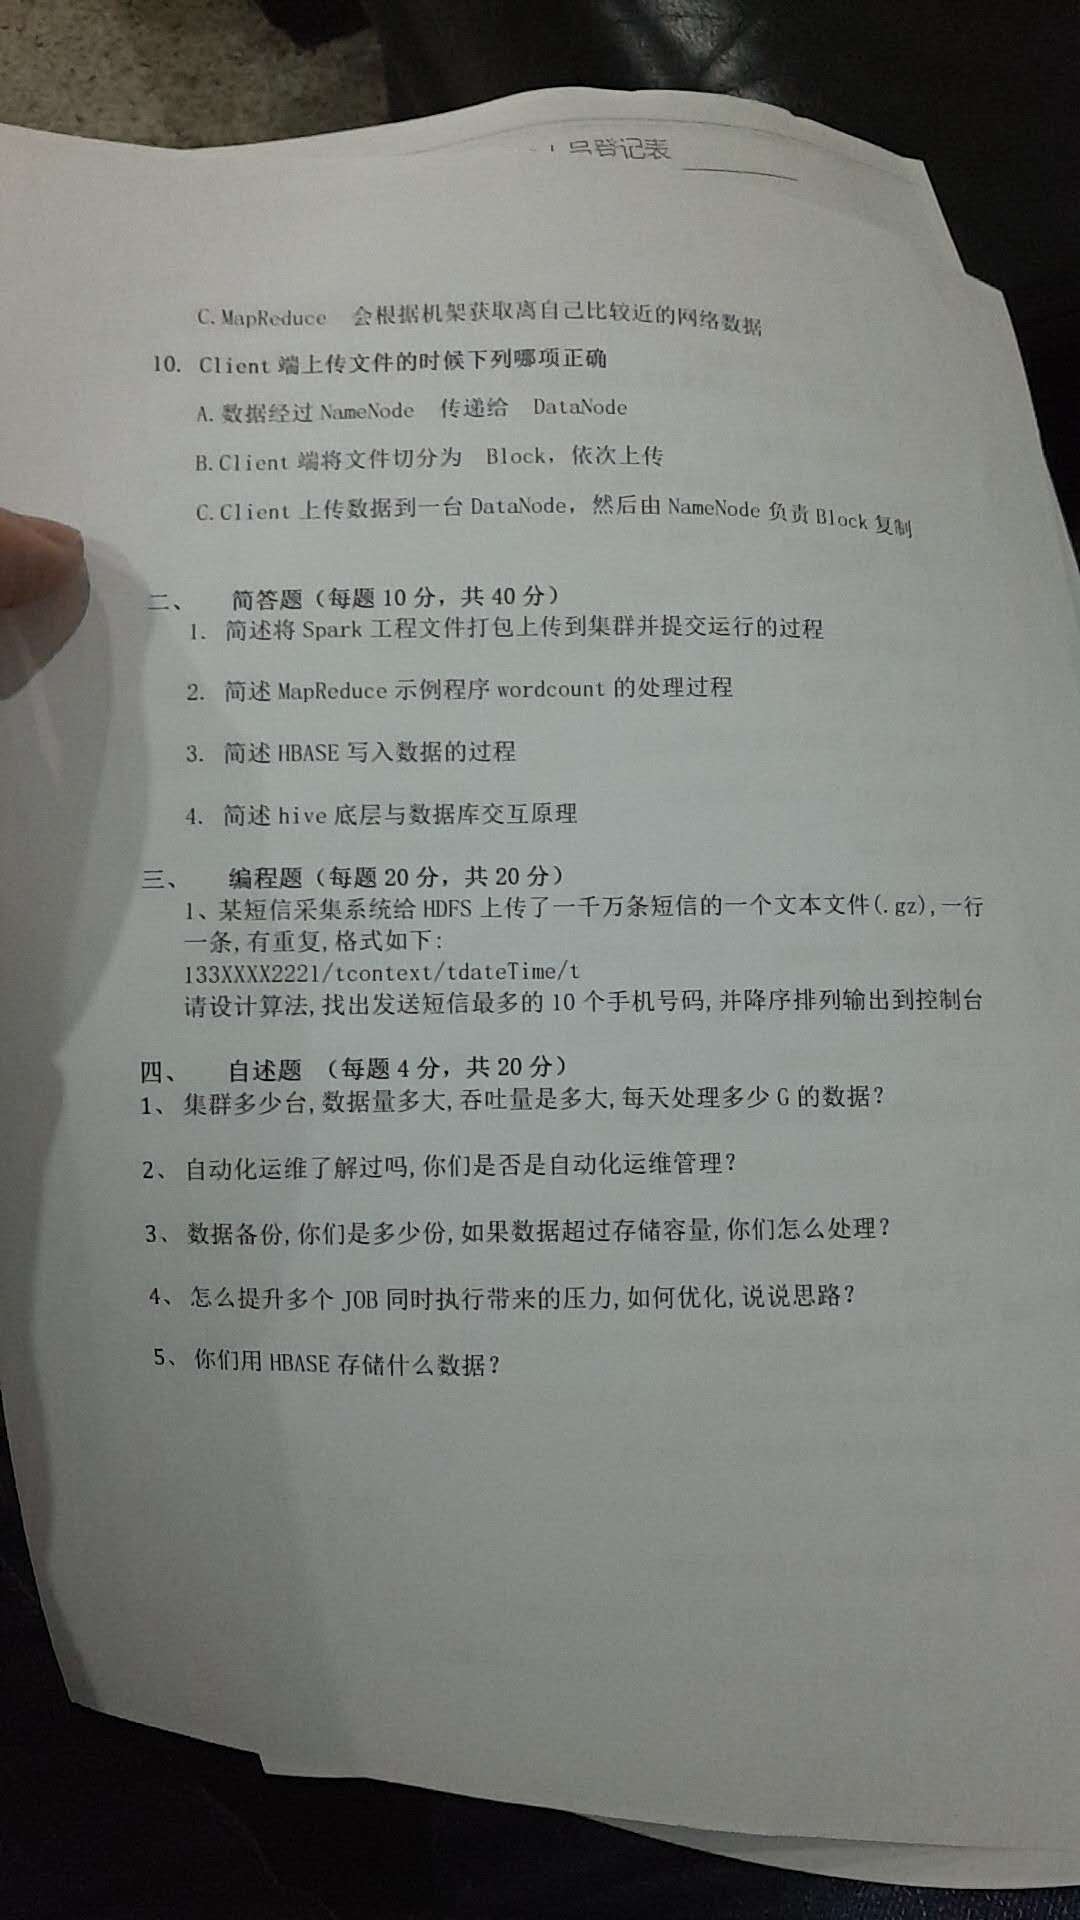 登记表
C.MapReduce 会根据机架获取离自己比较近的网络数据
10. Client 端上传文件的时候下列哪项正确
A.数据经过 NameNode 传递给 DataNode
B.Client 端将文件切分为 Block，依次上传
C.Client 上传数据到一台 DataNode，然后由 NameNode 负责 Block 复制
二、 简答题（每题 10 分，共 40 分）
1. 简述将 Spark 工程文件打包上传到集群并提交运行的过程
2. 简述 MapReduce 示例程序 wordcount 的处理过程
3. 简述 HBASE 写入数据的过程
4. 简述 hive 底层与数据库交互原理
三、 编程题（每题 20 分，共 20 分）
1、某短信采集系统给 HDFS 上传了一千万条短信的一个文本文件(.gz),一行
一条,有重复,格式如下:
133XXXX2221/tcontext/tdateTime/t
请设计算法,找出发送短信最多的 10 个手机号码,并降序排列输出到控制台
四、 自述题 （每题 4 分，共 20 分）
1、集群多少台,数据量多大,吞吐量是多大,每天处理多少 G 的数据?
2、自动化运维了解过吗,你们是否是自动化运维管理?
3、数据备份,你们是多少份,如果数据超过存储容量,你们怎么处理?
4、怎么提升多个 JOB 同时执行带来的压力,如何优化,说说思路?
5、你们用 HBASE 存储什么数据?